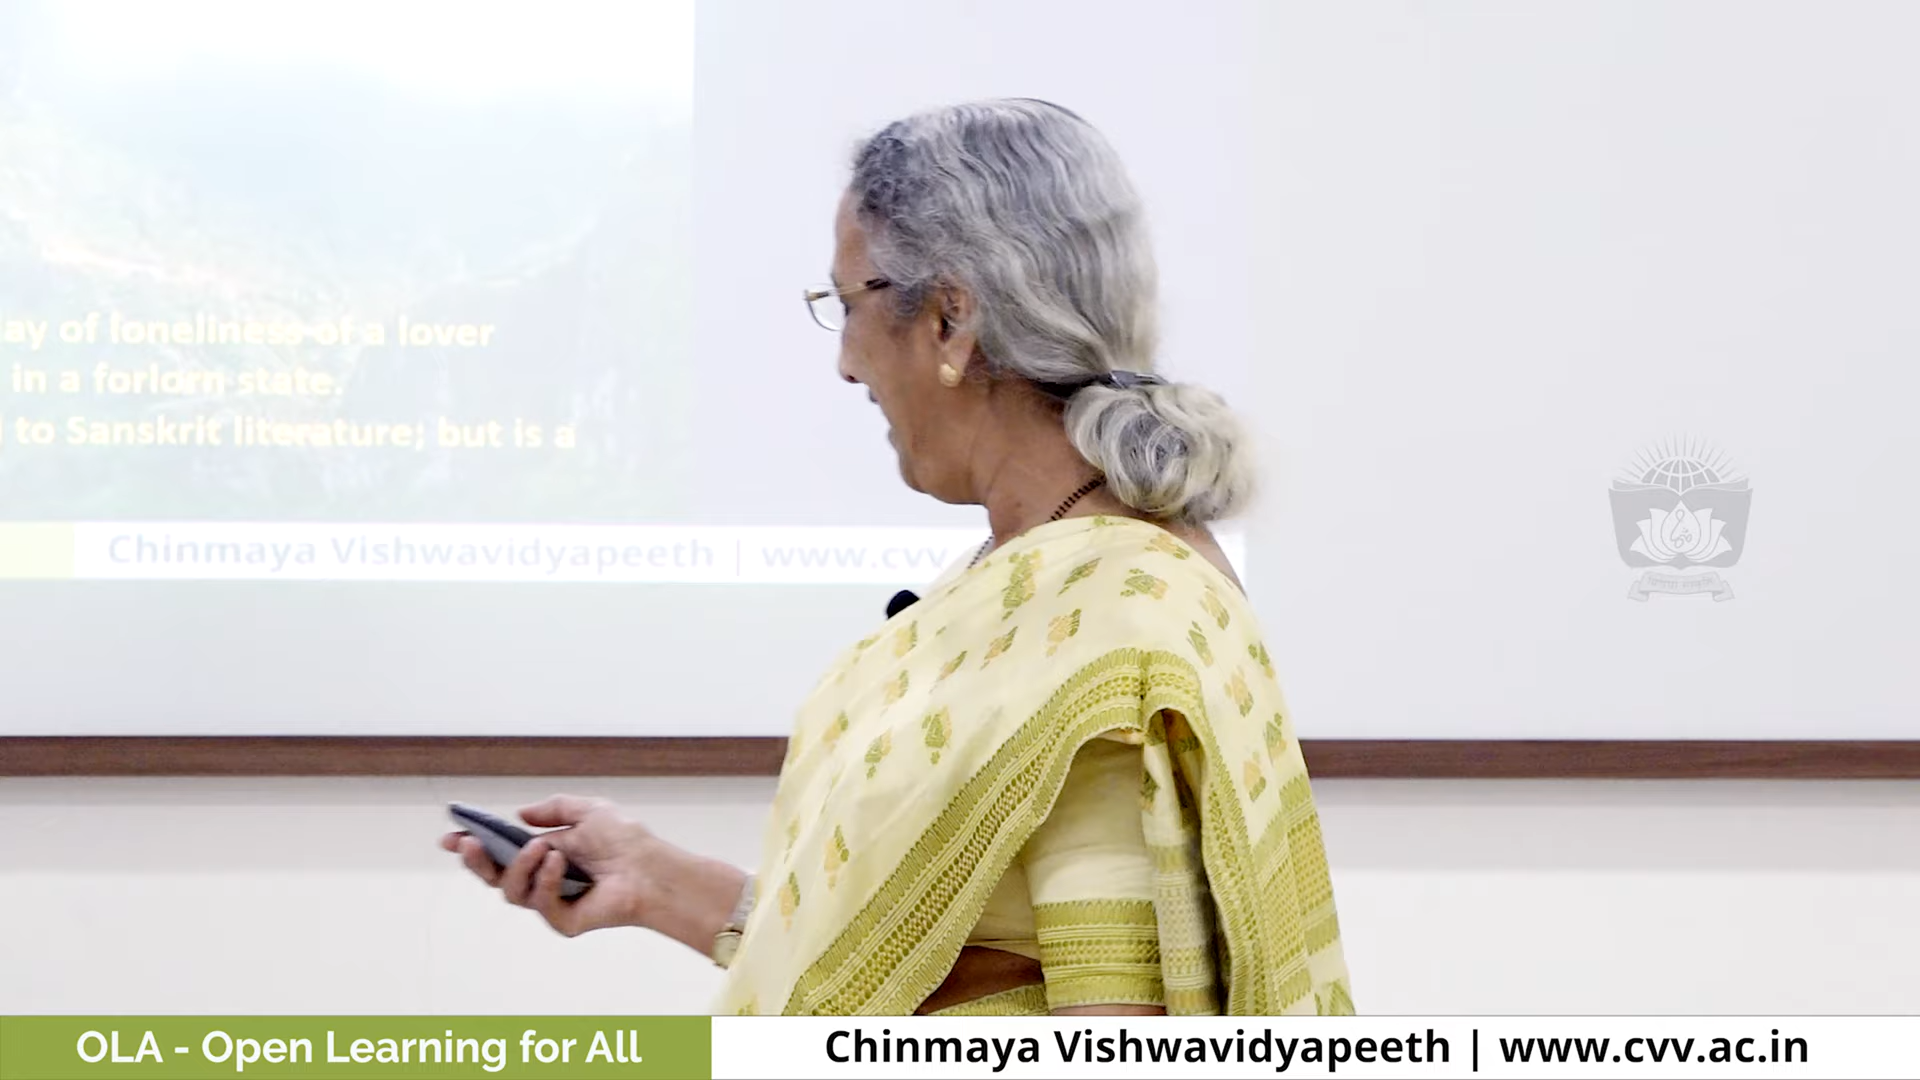 lay of loneliness of a lover
in a forlorn state.
to Sanskrit literature; but is a
Chinmaya Vishwavidyapeeth | www.cvv
OLA - Open Learning for All
Chinmaya Vishwavidyapeeth | www.cvv.ac.in